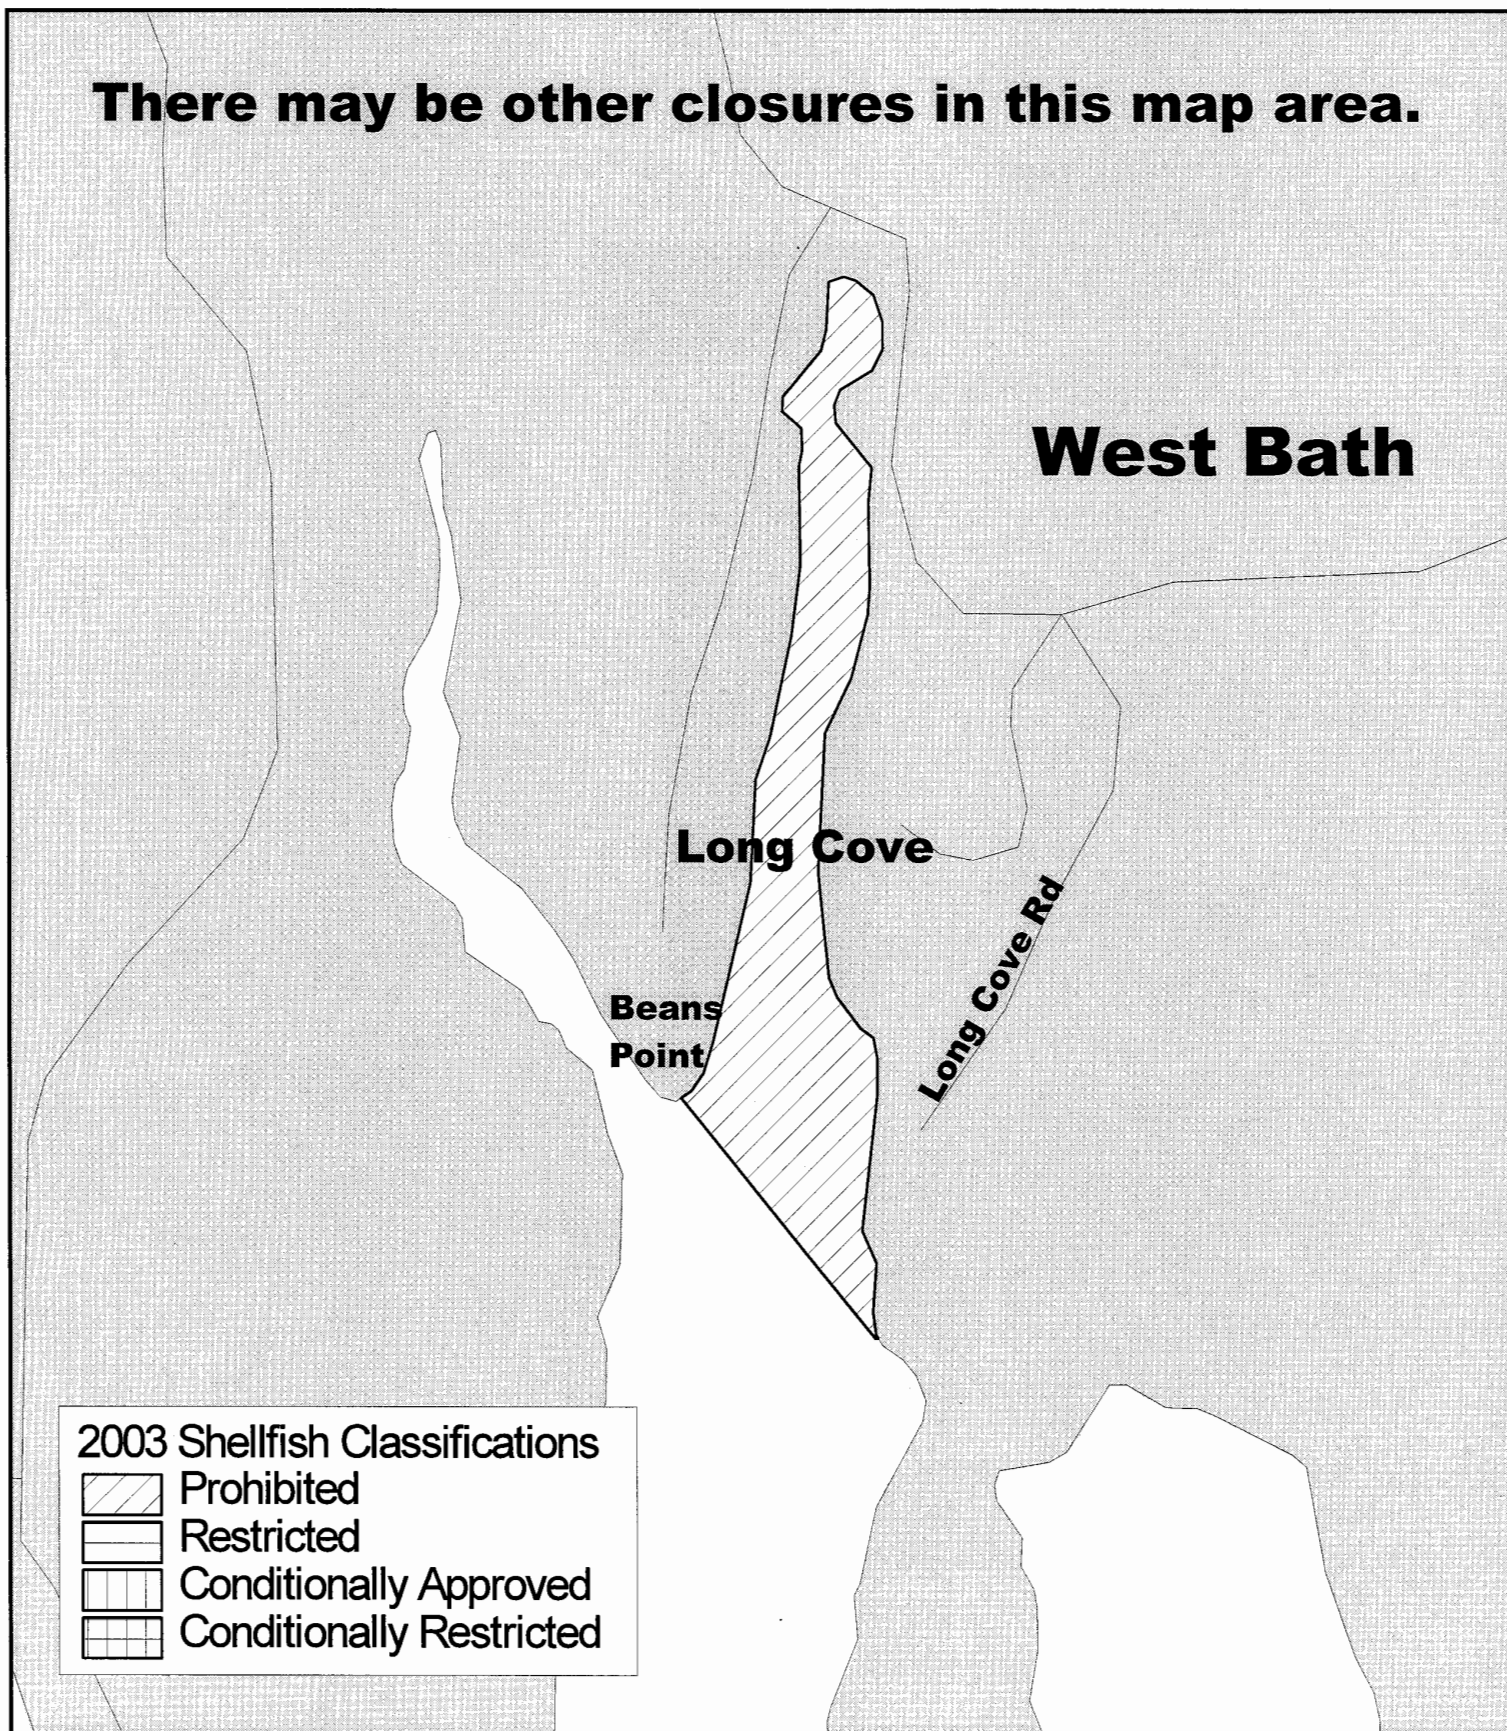 There may be other closures in this map area.
West Bath
Long Cove
Long Cove Rd
Beans
Point
2003 Shellfish Classifications
Prohibited
Restricted
Conditionally Approved
Conditionally Restricted